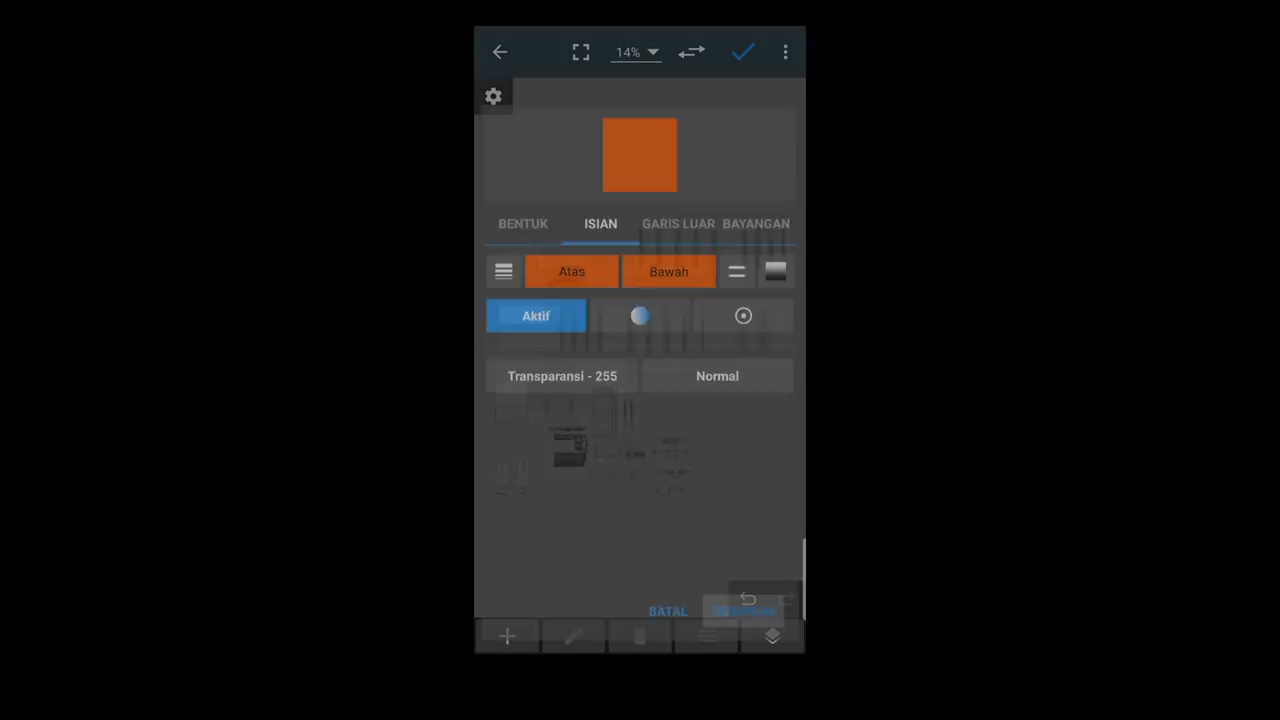 14%
BENTUK ISIAN GARIS LUAR BAYANGAN
Atas Bawah
Aktif
Transparansi - 255 Normal
BATAL